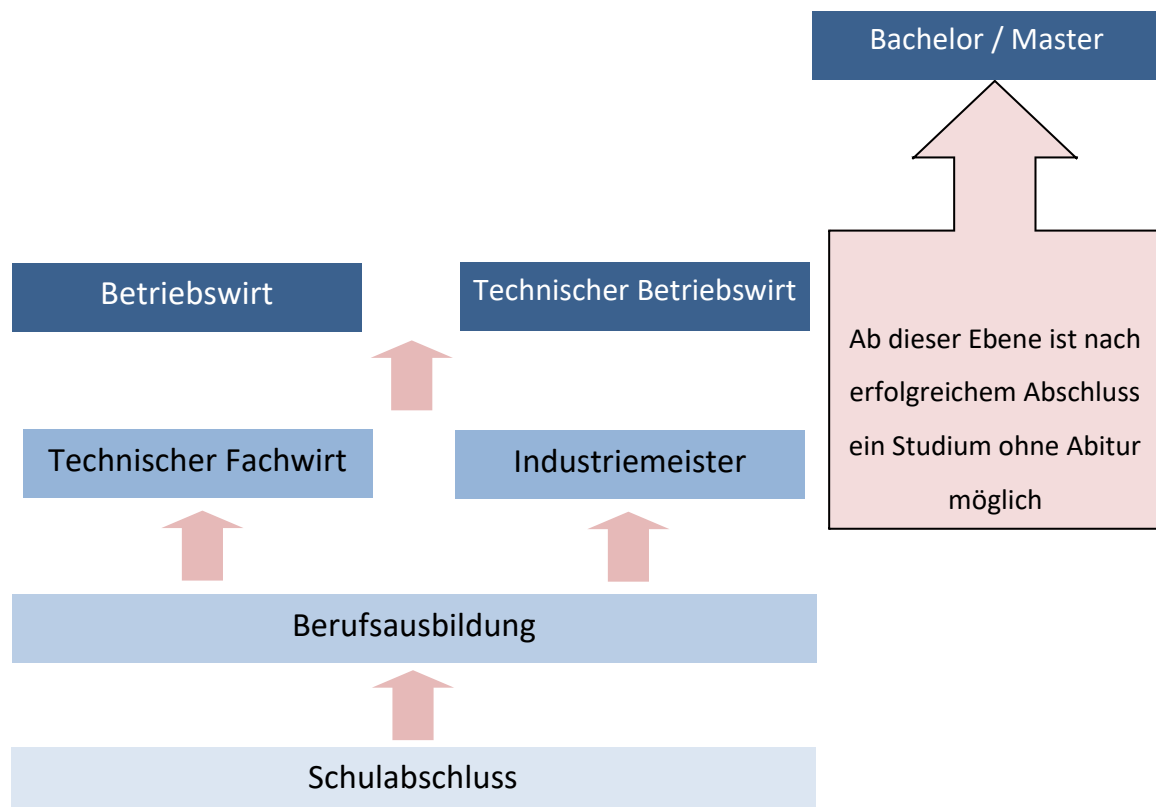 Bachelor / Master
Betriebswirt
Technischer Betriebswirt
Ab dieser Ebene ist nach
erfolgreichem Abschluss
ein Studium ohne Abitur
möglich
Technischer Fachwirt
Industriemeister
Berufsausbildung
Schulabschluss